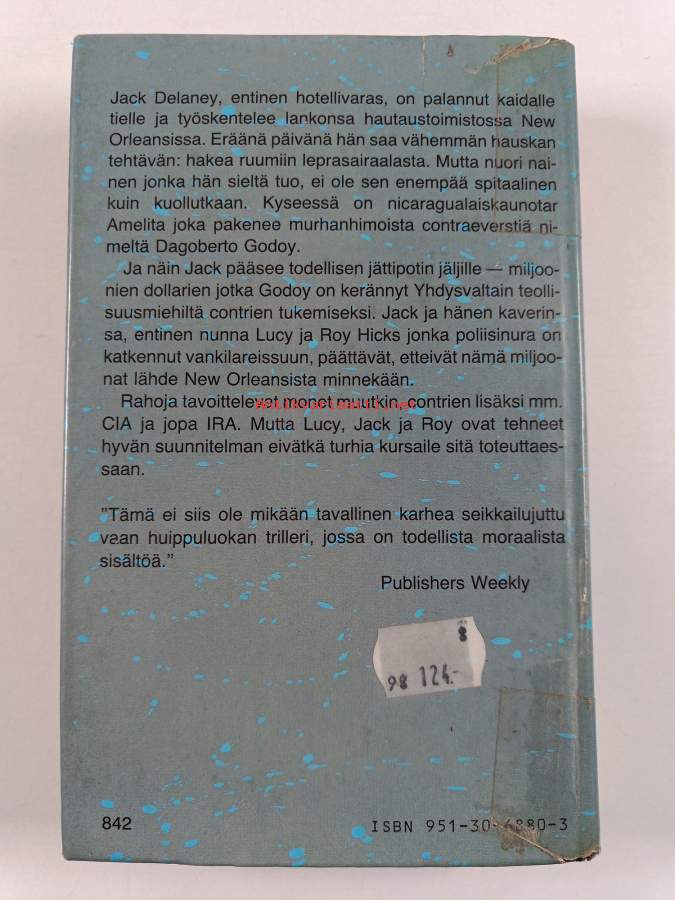 Jack Delaney, entinen hotellivaras, on palannut kaidalle
tielle ja työskentelee lankonsa hautaustoimistossa New
Orleansissa. Eräänä päivänä hän saa vähemmän hauskan
tehtävän: hakea ruumiin leprasairaalasta. Mutta nuori nai-
nen jonka hän sieltä tuo, ei ole sen enempää spitaalinen
kuin kuollutkaan. Kyseessä on nicaragualaiskaunotar
Amelita joka pakenee murhanhimoista contraeverstiä ni-
meltä Dagoberto Godoy.
Ja näin Jack pääsee todellisen jättipotin jäljille — miljoo-
nien dollarien jotka Godoy on kerännyt Yhdysvaltain teolli-
suusmiehiltä contrien tukemiseksi. Jack ja hänen kaverin-
sa, entinen nunna Lucy ja Roy Hicks jonka poliisinura on
katkennut vankilareissuun, päättävät, etteivät nämä miljoo-
nat lähde New Orleansista minnekään.
Rahoja tavoittelevat monet muutkin, contrien lisäksi mm.
CIA ja jopa IRA. Mutta Lucy, Jack ja Roy ovat tehneet
hyvän suunnitelman eivätkä turhia kursaile sitä toteuttaes-
saan.
"Tämä ei siis ole mikään tavallinen karhea seikkailujuttu
vaan huippuluokan trilleri, jossa on todellista moraalista
sisältöä."
Publishers Weekly
8
98 124.-
842
ISBN 951-30-6880-3